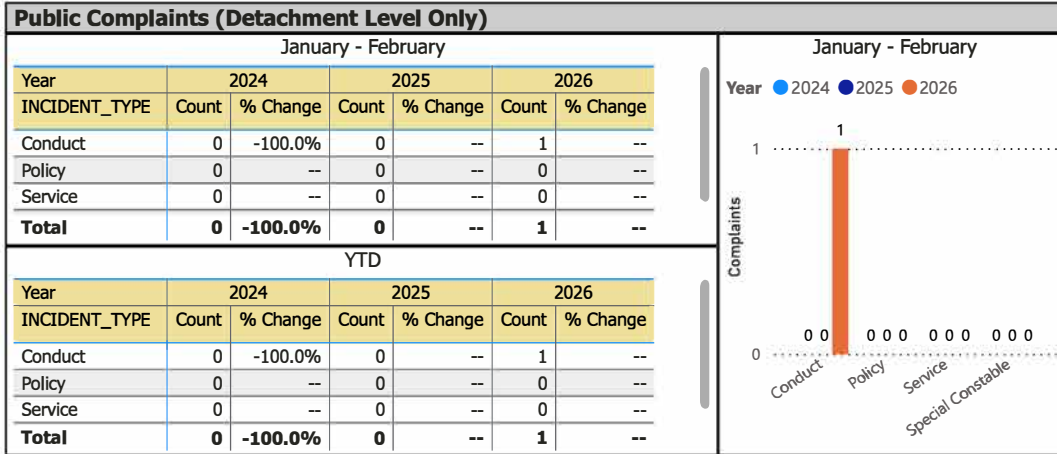 Public Complaints (Detachment Level Only)
January - February
Year 2024 2025 2026
INCIDENT_TYPE Count % Change Count % Change Count % Change
Conduct 0 -100.0% 0 -- 1 --
Policy 0 -- 0 -- 0 --
Service 0 -- 0 -- 0 --
Total 0 -100.0% 0 -- 1 --
YTD
Year 2024 2025 2026
INCIDENT_TYPE Count % Change Count % Change Count % Change
Conduct 0 -100.0% 0 -- 1 --
Policy 0 -- 0 -- 0 --
Service 0 -- 0 -- 0 --
Total 0 -100.0% 0 -- 1 --
January - February
Year 2024 2025 2026
1
1
Complaints
0 0 0 0 0 0 0 0 0 0 0
0
Conduct Policy Service Special Constable